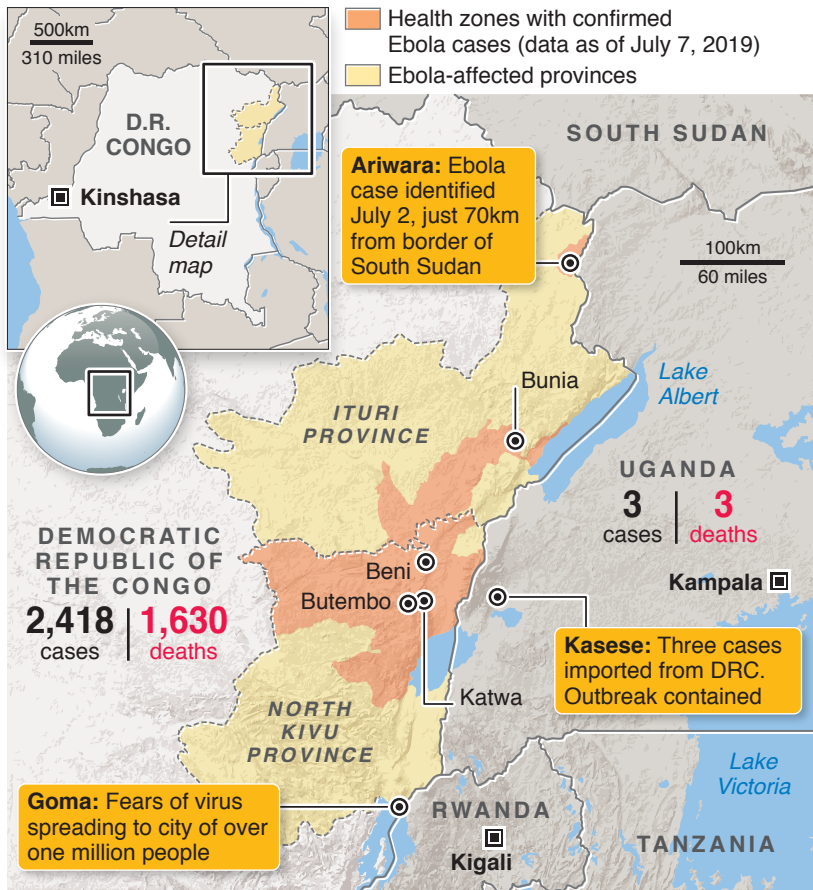 500km
310 miles
D.R.
CONGO
Kinshasa
Detail
map
Health zones with confirmed
Ebola cases (data as of July 7, 2019)
Ebola-affected provinces
SOUTH SUDAN
Ariwara: Ebola
case identified
July 2, just 70km
from border of
South Sudan
100km
60 miles
Bunia
Lake
Albert
ITURI
PROVINCE
UGANDA
3
cases
3
deaths
DEMOCRATIC
REPUBLIC OF
THE CONGO
2,418
cases
1,630
deaths
Beni
Butembo
Kampala
Kasese: Three cases
imported from DRC.
Outbreak contained
Katwa
NORTH
KIVU
PROVINCE
Lake
Victoria
Goma: Fears of virus
spreading to city of over
one million people
RWANDA
Kigali
TANZANIA